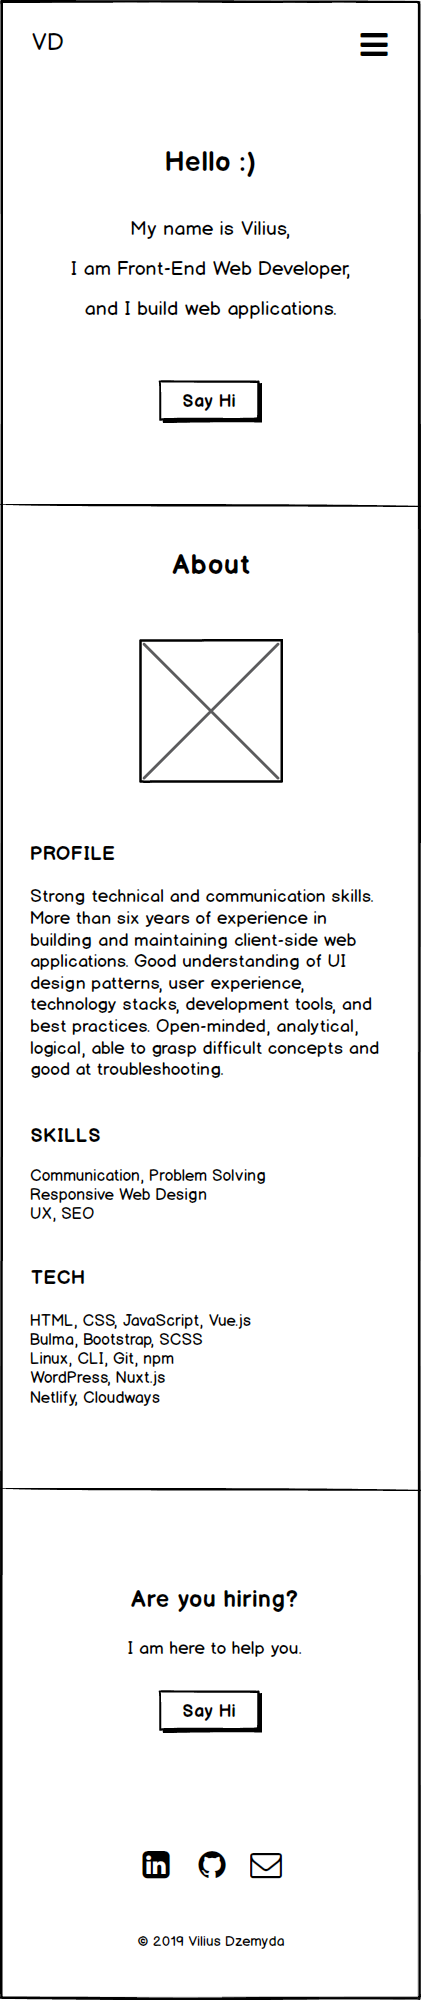 VD
Hello :)
My name is Vilius,
I am Front-End Web Developer,
and I build web applications.
Say Hi
About
PROFILE
Strong technical and communication skills.
More than six years of experience in
building and maintaining client-side web
applications. Good understanding of UI
design patterns, user experience,
technology stacks, development tools, and
best practices. Open-minded, analytical,
logical, able to grasp difficult concepts and
good at troubleshooting.
SKILLS
Communication, Problem Solving
Responsive Web Design
UX, SEO
TECH
HTML, CSS, JavaScript, Vue.js
Bulma, Bootstrap, SCSS
Linux, CLI, Git, npm
WordPress, Nuxt.js
Netlify, Cloudways
Are you hiring?
I am here to help you.
Say Hi
in
© 2019 Vilius Dzemyda